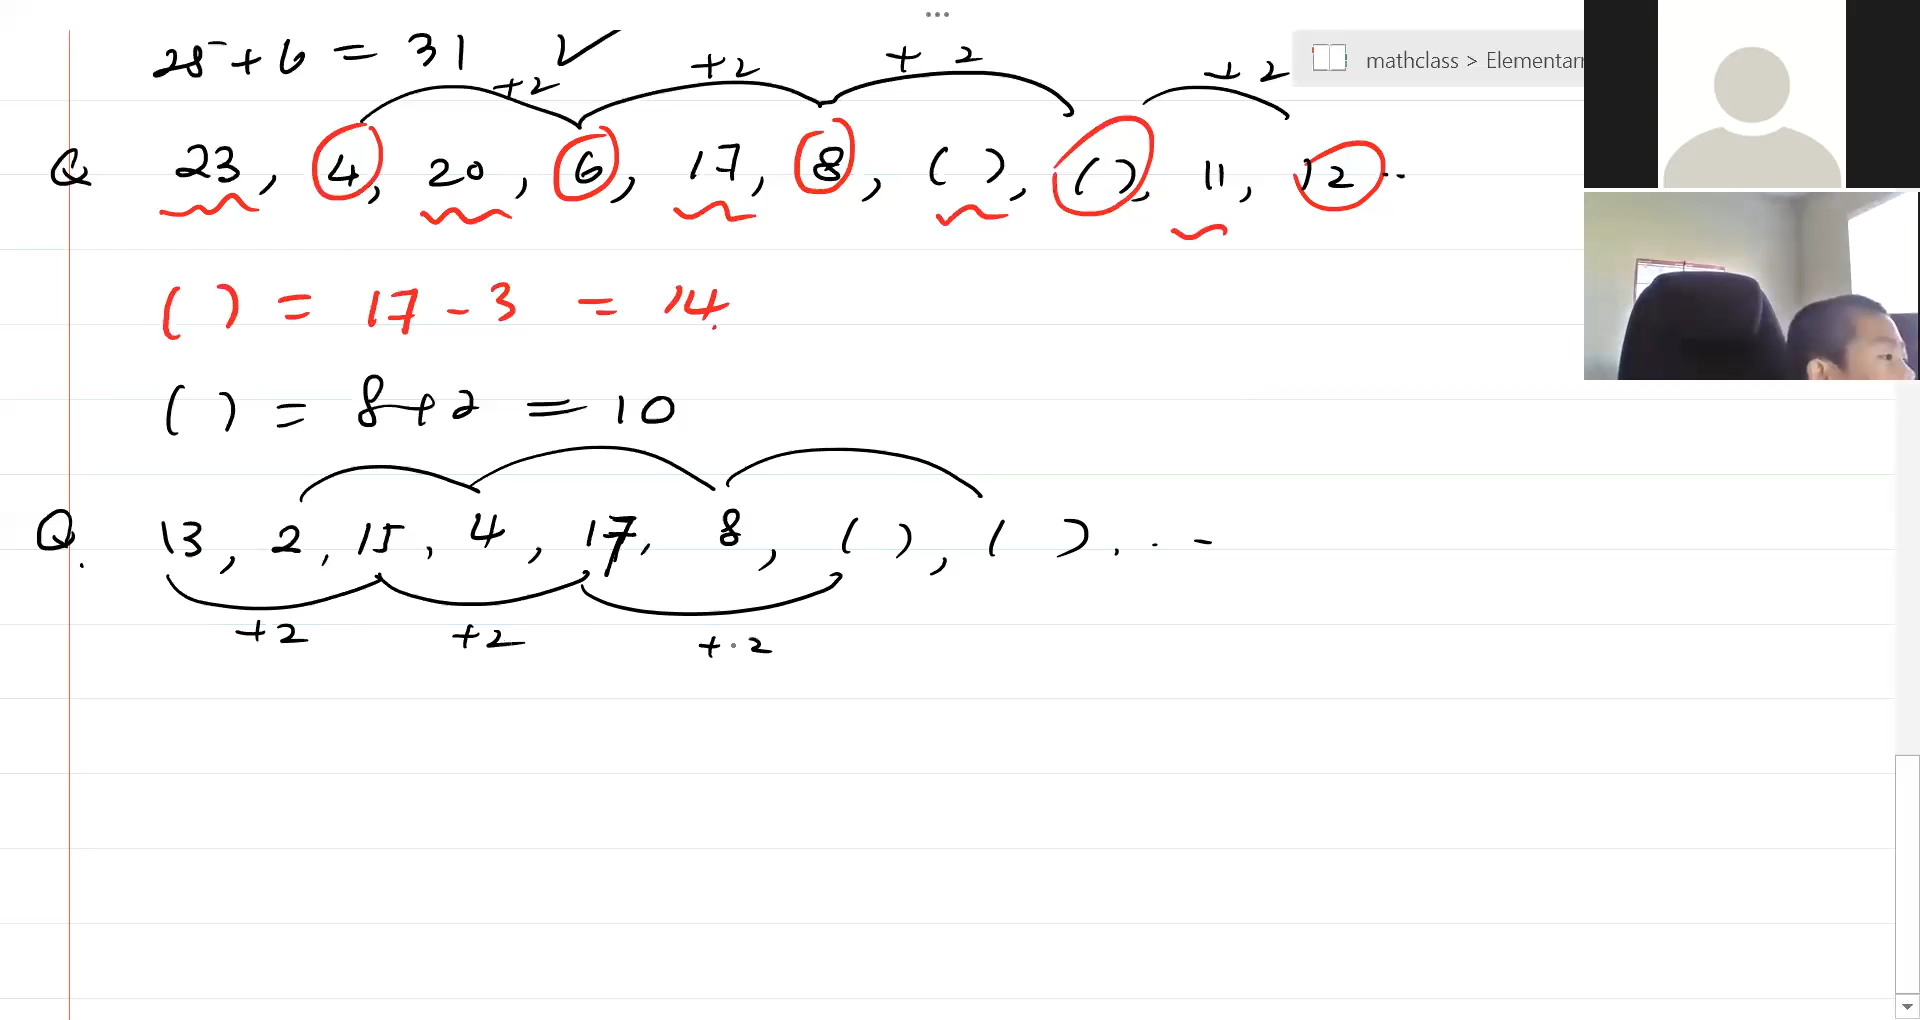 25 + 6 = 31 ✓
mathclass > Elementar
+2 +2 +2 +2
Q 23, 4, 20, 6, 17, 8, ( ), ( ), 11, 12 ..
( ) = 17 - 3 = 14.
( ) = 8 + 2 = 10
Q. 13, 2, 15, 4, 17, 8, ( ), ( ), . . -
+2 +2 +2